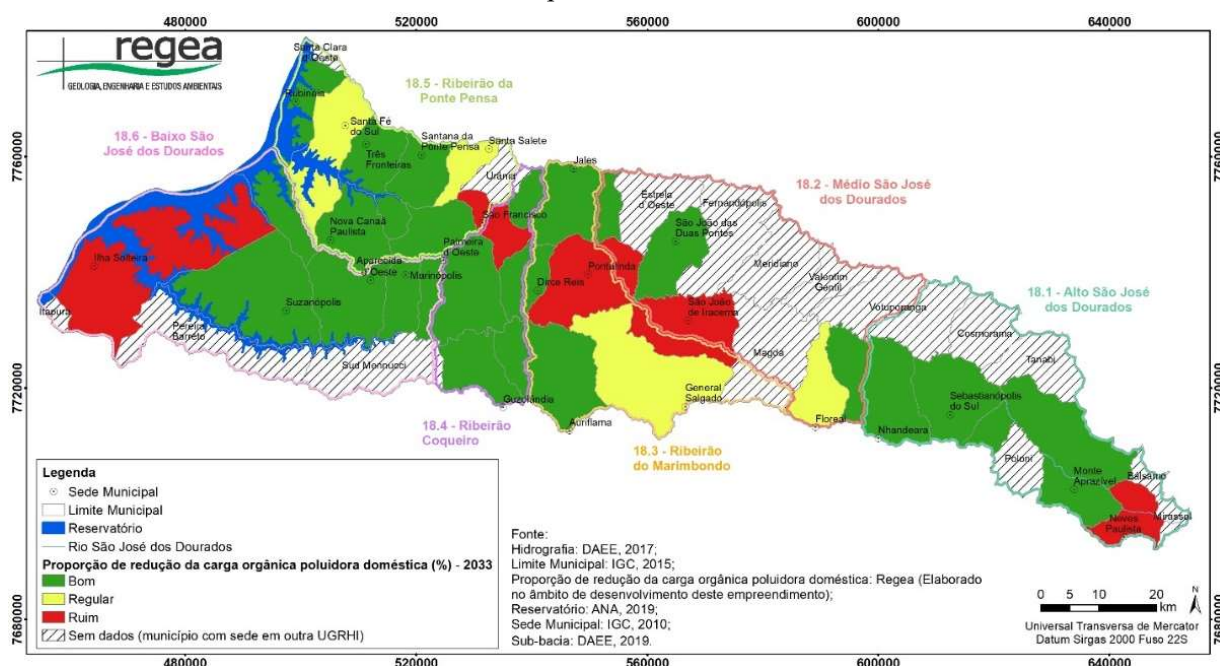 480000
520000
560000
600000
640000
regea
GEOLOGIA, ENGENHARIA E ESTUDOS AMBIENTAIS
Santa Clara
d'Oeste
18.5 - Ribeirão da
Ponte Pensa
Rubinéia
Santa Fé
do Sul
Santana da
Ponte Pensa
Santa Salete
18.6 - Baixo São
José dos Dourados
Três
Fronteiras
Urânia
Jales
7760000
7760000
18.2 - Médio São José
dos Dourados
Estrela
d'Oeste
Fernandópolis
São Francisco
São João das
Duas Pontes
Nova Canaã
Paulista
Palmeira
d'Oeste
Meridiano
Ilha Solteira
Aparecida
d'Oeste
Marinópolis
Dirce Reis
Pontalinda
Valentim
Gentil
Votuporanga
18.1 - Alto São José
dos Dourados
Suzanápolis
São João
de Iracema
Itapura
Pereira
Barreto
Cosmorama
Sud Mennucci
Magda
Tanabi
7720000
7720000
Guzolândia
General
Salgado
Sebastianópolis
do Sul
Auriflama
Floreal
Nhandeara
18.4 - Ribeirão
Coqueiro
18.3 - Ribeirão
do Marimbondo
Poloni
Monte
Aprazível
Bálsamo
Neves
Paulista
Mirassol
Legenda
Sede Municipal
Limite Municipal
Reservatório
Rio São José dos Dourados
Proporção de redução da carga orgânica poluidora doméstica (%) - 2033
Bom
Regular
Ruim
Sem dados (município com sede em outra UGRHI)
Fonte:
Hidrografia: DAEE, 2017;
Limite Municipal: IGC, 2015;
Proporção de redução da carga orgânica poluidora doméstica: Regea (Elaborado
no âmbito de desenvolvimento deste empreendimento);
Reservatório: ANA, 2019;
Sede Municipal: IGC, 2010;
Sub-bacia: DAEE, 2019.
0 5 10 20
km
N
Universal Transversa de Mercator
Datum Sirgas 2000 Fuso 22S
7680000
7680000
480000
520000
560000
600000
640000